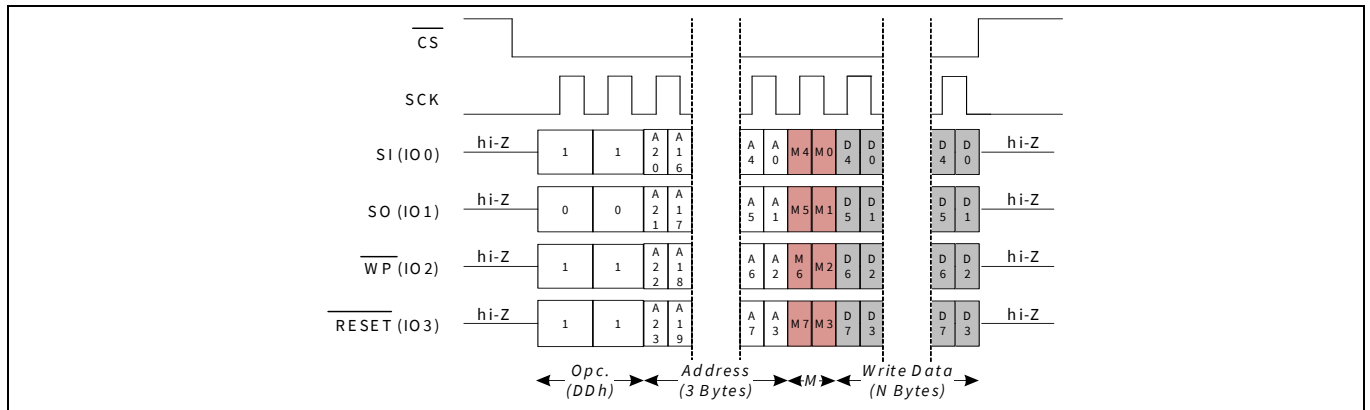 CS
SCK
SI (IO0) hi-Z 1 1 A20 A16 A4 A0 M4 M0 D4 D0 D4 D0 hi-Z
SO (IO1) hi-Z 0 0 A21 A17 A5 A1 M5 M1 D5 D1 D5 D1 hi-Z
WP (IO2) hi-Z 1 1 A22 A18 A6 A2 M6 M2 D6 D2 D6 D2 hi-Z
RESET (IO3) hi-Z 1 1 A23 A19 A7 A3 M7 M3 D7 D3 D7 D3 hi-Z
Opc. Address M Write Data
(DDh) (3 Bytes) (N Bytes)